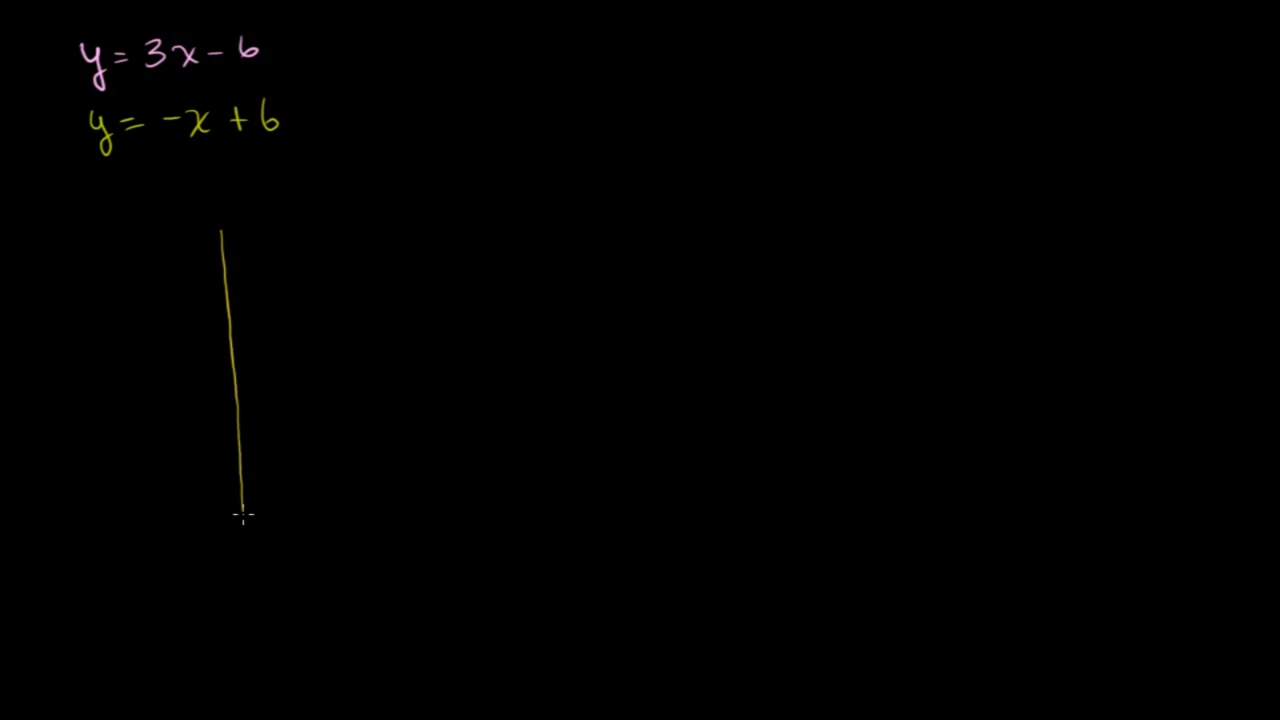 y = 3x - 6
y = -x + 6